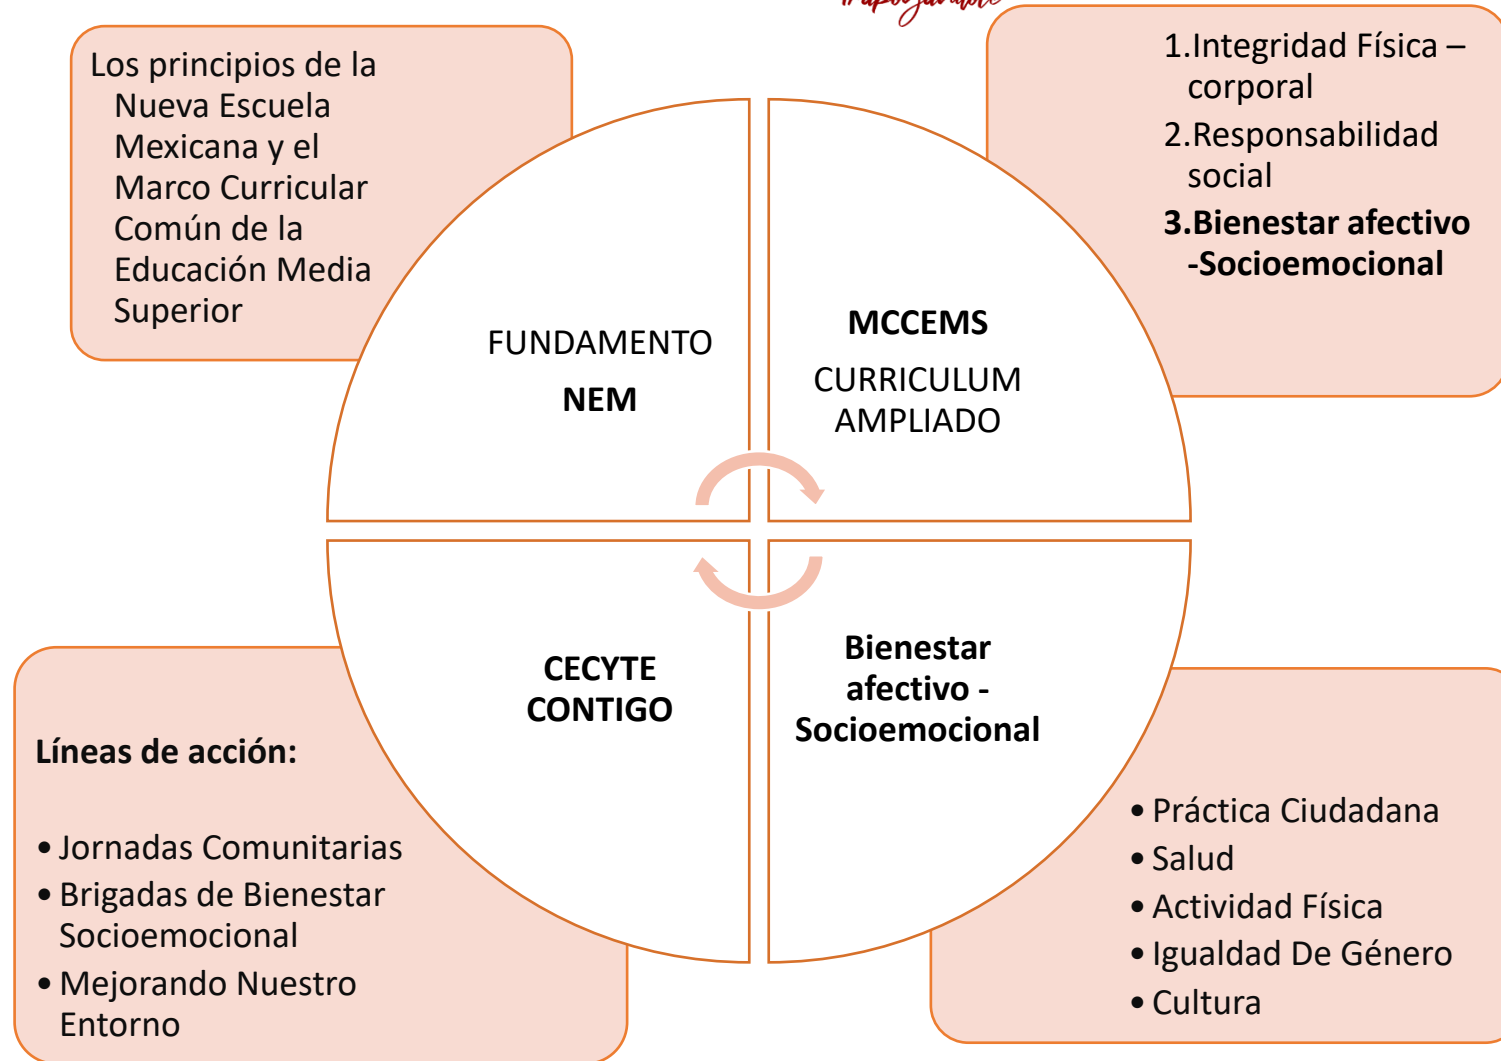 Los principios de la
Nueva Escuela
Mexicana y el
Marco Curricular
Común de la
Educación Media
Superior
1.Integridad Física –
corporal
2.Responsabilidad
social
3.Bienestar afectivo
-Socioemocional
FUNDAMENTO
NEM
MCCEMS
CURRICULUM
AMPLIADO
CECYTE
CONTIGO
Bienestar
afectivo -
Socioemocional
Líneas de acción:
• Jornadas Comunitarias
• Brigadas de Bienestar
Socioemocional
• Mejorando Nuestro
Entorno
• Práctica Ciudadana
• Salud
• Actividad Física
• Igualdad De Género
• Cultura